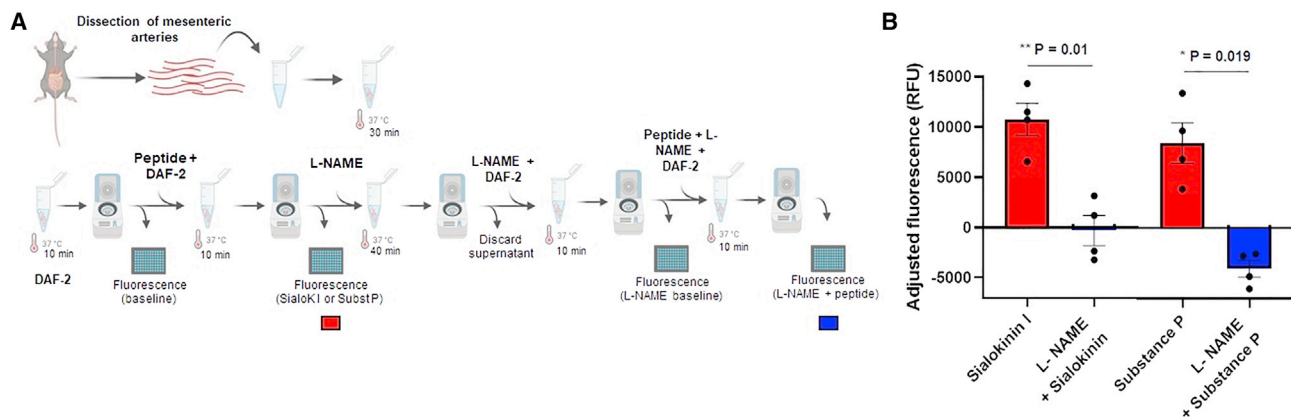 A
Dissection of mesenteric
arteries
37 °C
30 min
Peptide +
DAF-2
L-NAME
L-NAME +
DAF-2
Peptide + L-
NAME +
DAF-2
37 °C
10 min
37 °C
10 min
37 °C
40 min
Discard
supernatant
37 °C
10 min
37 °C
10 min
DAF-2
Fluorescence
(baseline)
Fluorescence
(SialoK I or Subst P)
Fluorescence
(L-NAME baseline)
Fluorescence
(L-NAME + peptide)
B
** P = 0.01
* P = 0.019
Adjusted fluorescence (RFU)
15000
10000
5000
0
-5000
Sialokinin I
L- NAME
+ Sialokinin
Substance P
L- NAME
+ Substance P